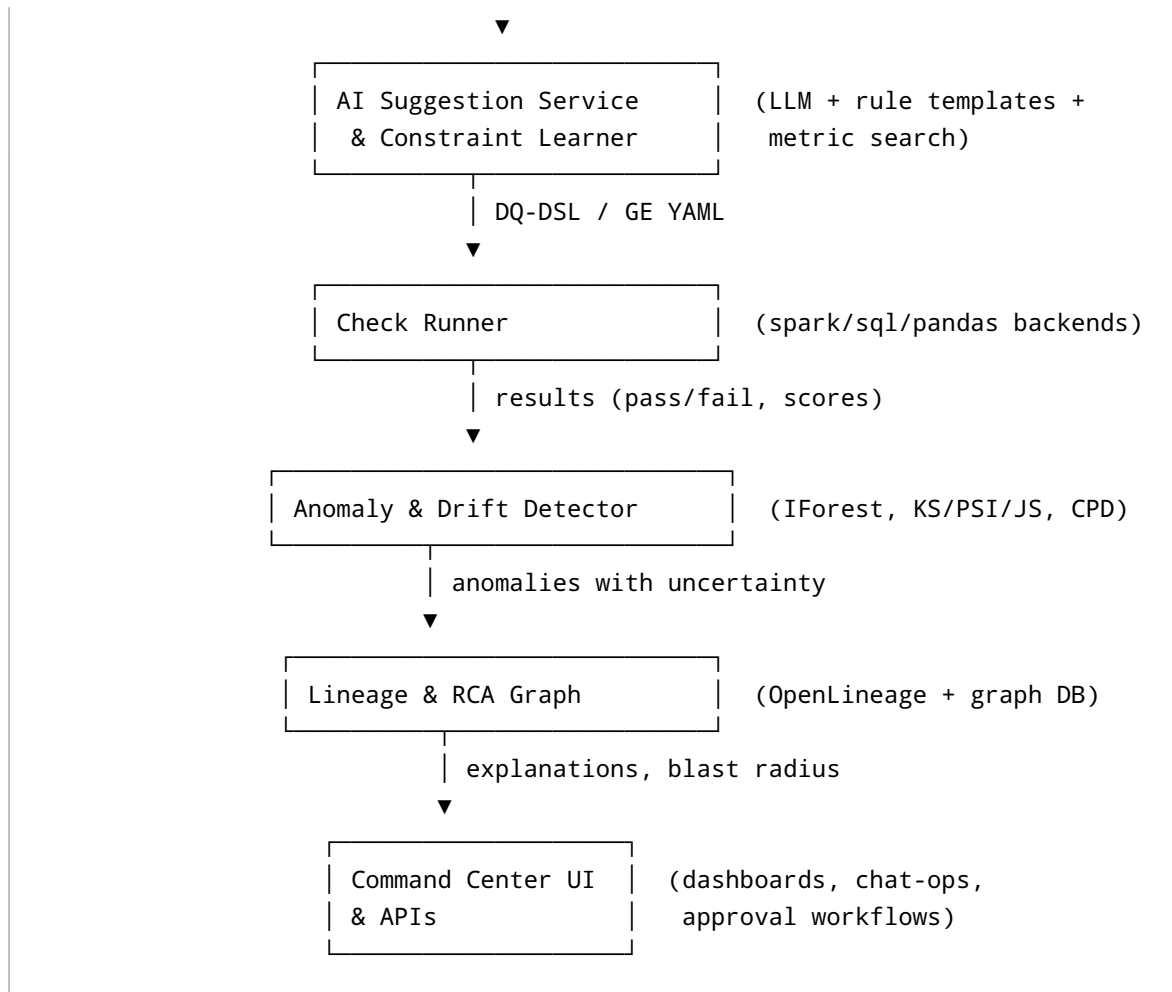 AI Suggestion Service (LLM + rule templates +
& Constraint Learner metric search)
DQ-DSL / GE YAML
Check Runner (spark/sql/pandas backends)
results (pass/fail, scores)
Anomaly & Drift Detector (IForest, KS/PSI/JS, CPD)
anomalies with uncertainty
Lineage & RCA Graph (OpenLineage + graph DB)
explanations, blast radius
Command Center UI (dashboards, chat-ops,
& APIs approval workflows)